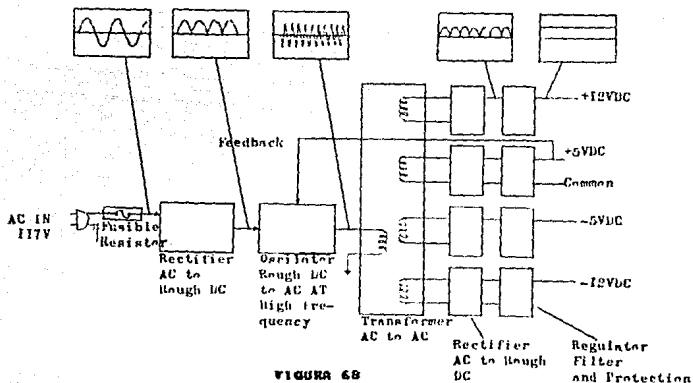 +12VDC
Feedback
+5VDC
Common
AC IN
117V
Fusible
Resistor
-5VDC
Rectifier
AC to
Rough DC
Oscilator
Rough DC
to AC AT
High fre-
quency
-12VDC
Transformer
AC to AC
Rectifier
AC to Rough
DC
Regulator
Filter
and Protection
FIGURA 6B